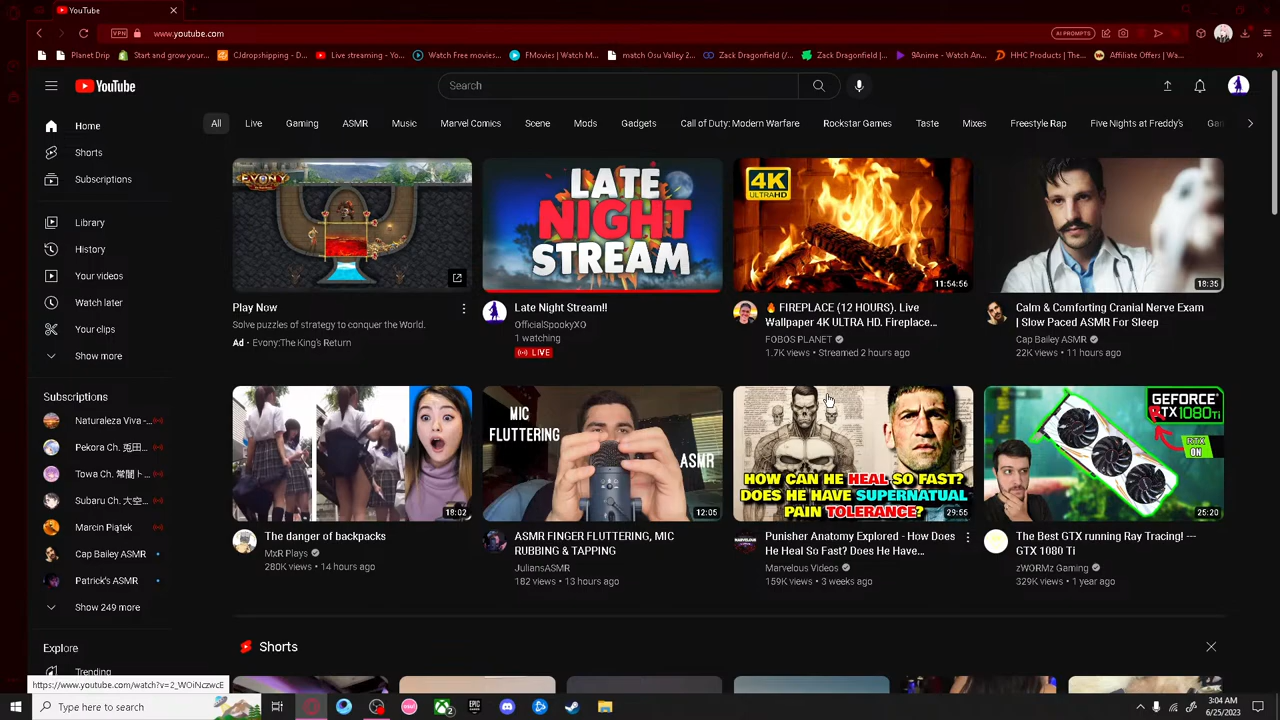 YouTube
VPN
www.youtube.com
AI PROMPTS
Planet Drip
Start and grow your...
CJdropshipping - D...
Live streaming - Yo...
Watch Free movies...
FMovies | Watch M...
match Osu Valley 2...
Zack Dragonfield (/...
Zack Dragonfield |...
9Anime - Watch An...
HHC Products | The...
Affiliate Offers | Wa...
YouTube
Search
Home
Shorts
Subscriptions
Library
History
Your videos
Watch later
Your clips
Show more
Subscriptions
Naturaleza Viva -...
Pekora Ch. 兎田...
Towa Ch. 常闇ト...
Subaru Ch. 大空...
Marcin Piątek
Cap Bailey ASMR
Patrick's ASMR
Show 249 more
Explore
Trending
All
Live
Gaming
ASMR
Music
Marvel Comics
Scene
Mods
Gadgets
Call of Duty: Modern Warfare
Rockstar Games
Taste
Mixes
Freestyle Rap
Five Nights at Freddy's
EVONY
Play Now
Solve puzzles of strategy to conquer the World.
Ad · Evony:The King's Return
LATE
NIGHT
STREAM
Late Night Stream!!
OfficialSpookyXO
1 watching
LIVE
4K
ULTRA HD
11:54:56
🔥 FIREPLACE (12 HOURS). Live
Wallpaper 4K ULTRA HD. Fireplace...
FOBOS PLANET
1.7K views • Streamed 2 hours ago
18:35
Calm & Comforting Cranial Nerve Exam
| Slow Paced ASMR For Sleep
Cap Bailey ASMR
22K views • 11 hours ago
18:02
The danger of backpacks
MxR Plays
280K views • 14 hours ago
MIC
FLUTTERING
ASMR
12:05
ASMR FINGER FLUTTERING, MIC
RUBBING & TAPPING
JuliansASMR
182 views • 13 hours ago
HOW CAN HE HEAL SO FAST?
DOES HE HAVE SUPERNATUAL
PAIN TOLERANCE?
29:55
Punisher Anatomy Explored - How Does
He Heal So Fast? Does He Have...
Marvelous Videos
159K views • 3 weeks ago
GEFORCE
GTX 1080 Ti
RTX
ON
25:20
The Best GTX running Ray Tracing! ---
GTX 1080 Ti
zWORMz Gaming
329K views • 1 year ago
Shorts
https://www.youtube.com/watch?v=2_WOiNczwcE
Type here to search
3:04 AM
6/25/2023